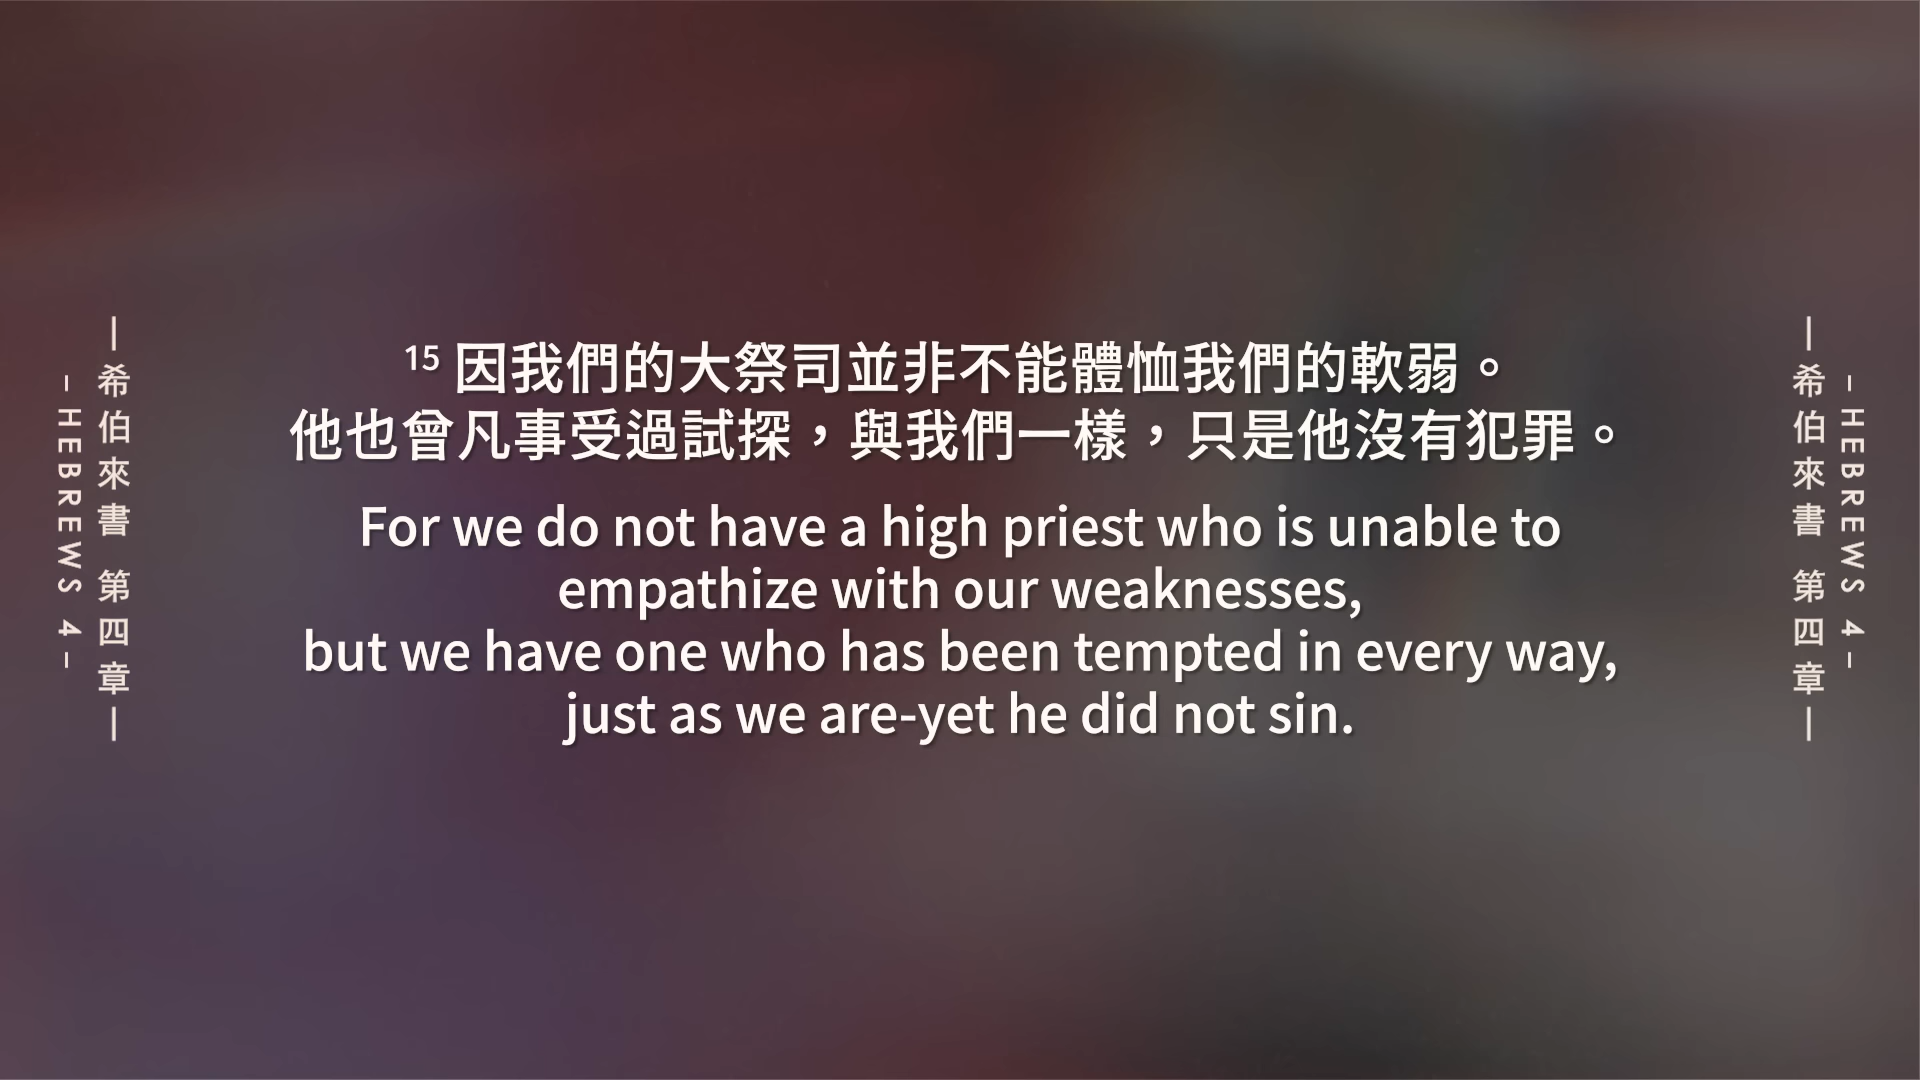 —希伯來書 第四章—
– HEBREWS 4 –
15 因我們的大祭司並非不能體恤我們的軟弱。
他也曾凡事受過試探，與我們一樣，只是他沒有犯罪。
For we do not have a high priest who is unable to
empathize with our weaknesses,
but we have one who has been tempted in every way,
just as we are-yet he did not sin.
—希伯來書 第四章—
– HEBREWS 4 –